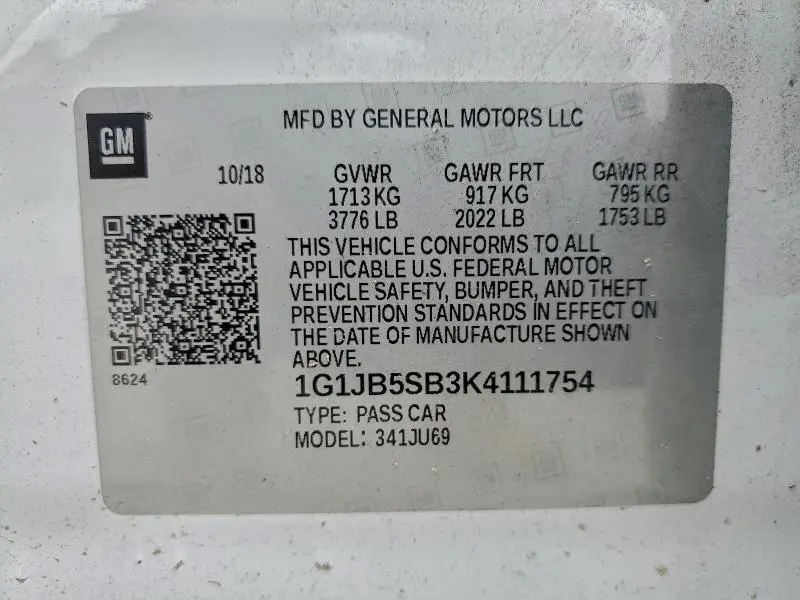 GM
MFD BY GENERAL MOTORS LLC
10/18 GVWR GAWR FRT GAWR RR
1713 KG 917 KG 795 KG
3776 LB 2022 LB 1753 LB
THIS VEHICLE CONFORMS TO ALL
APPLICABLE U.S. FEDERAL MOTOR
VEHICLE SAFETY, BUMPER, AND THEFT
PREVENTION STANDARDS IN EFFECT ON
THE DATE OF MANUFACTURE SHOWN
ABOVE.
8624
1G1JB5SB3K4111754
TYPE: PASS CAR
MODEL: 341JU69